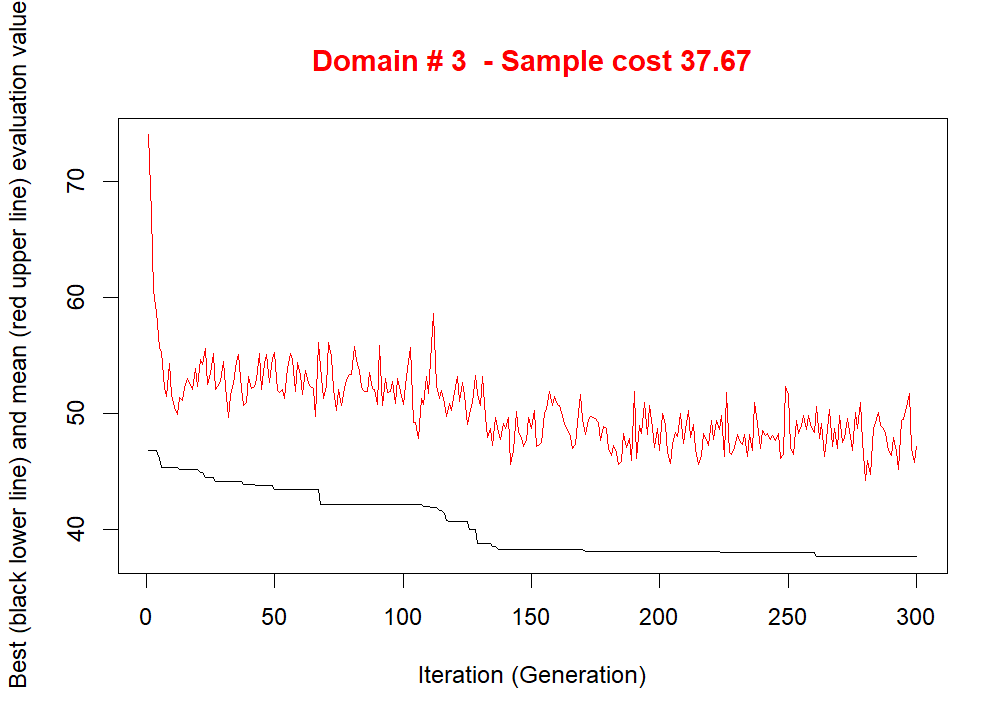 Domain # 3  - Sample cost 37.67
Best (black lower line) and mean (red upper line) evaluation value
70
60
50
40
0 50 100 150 200 250 300
Iteration (Generation)